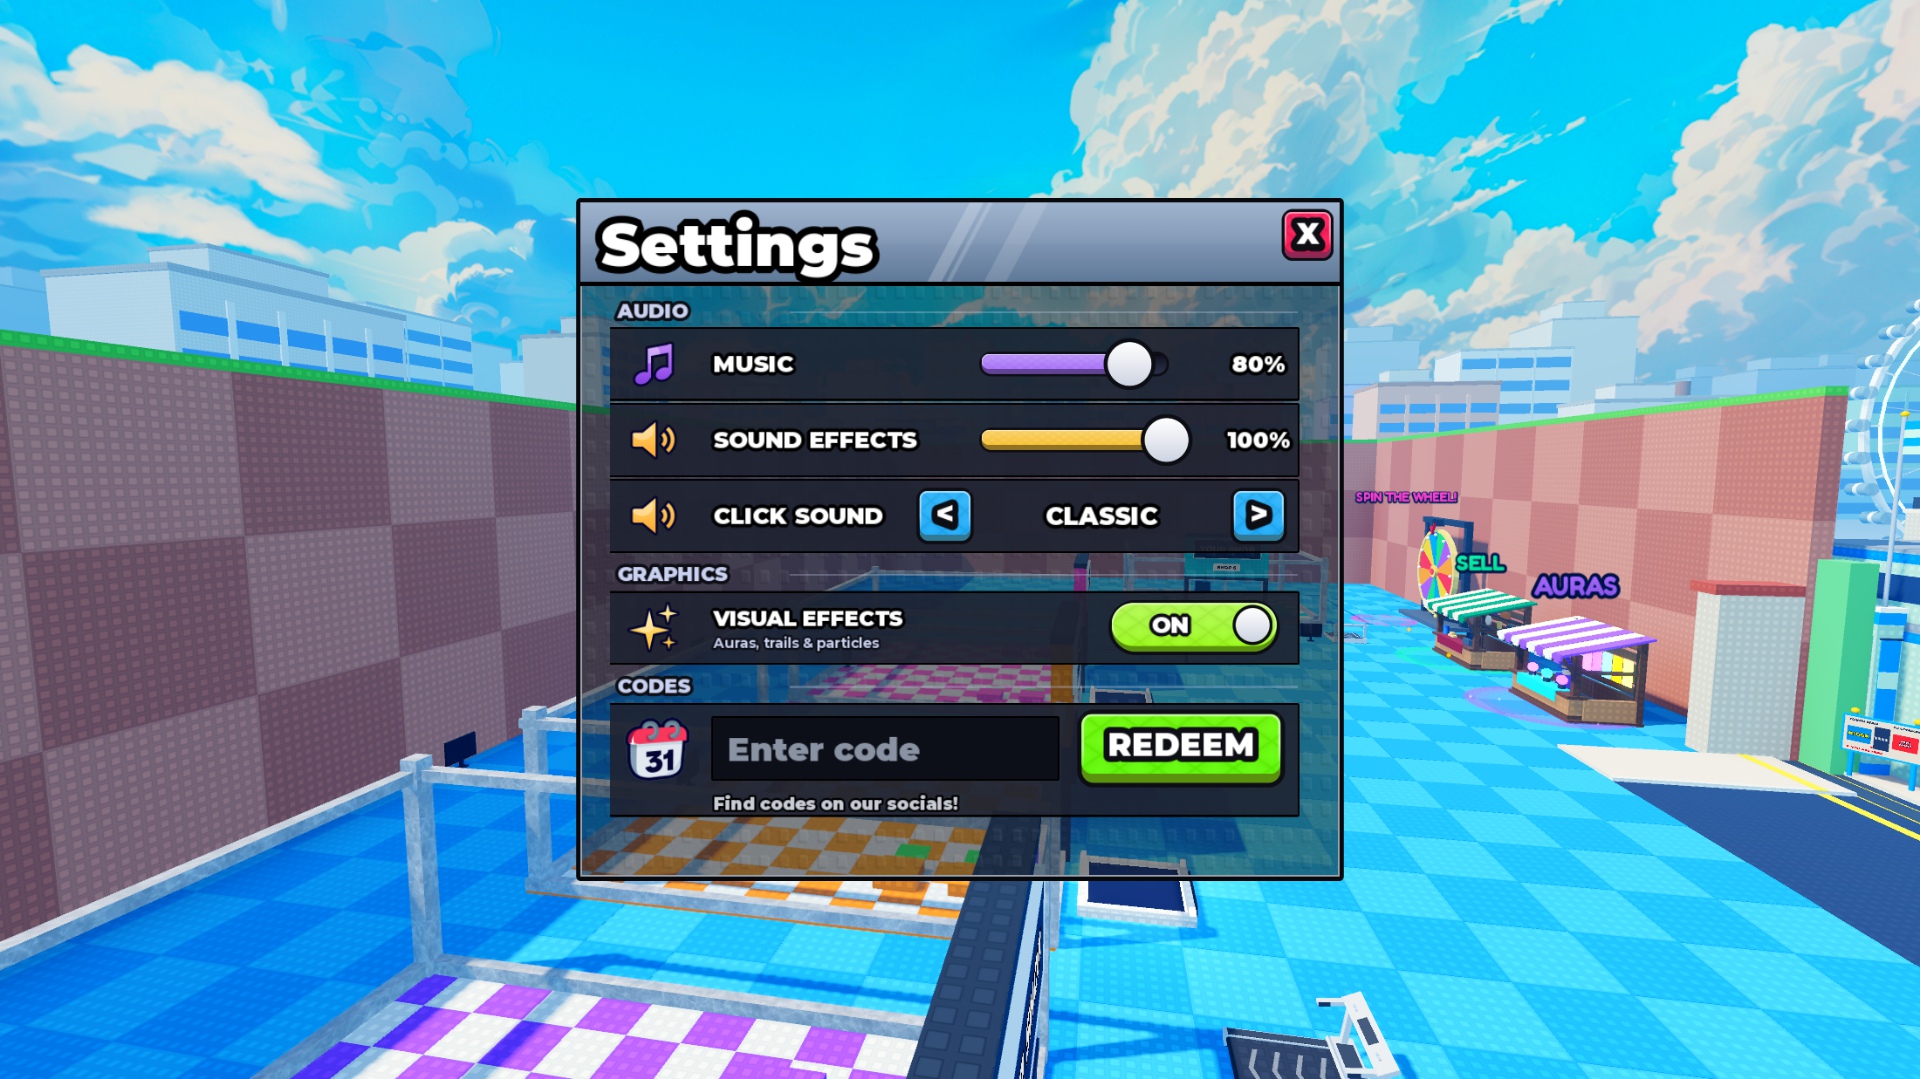 Settings
X
AUDIO
MUSIC
80%
SOUND EFFECTS
100%
CLICK SOUND
<
CLASSIC
>
GRAPHICS
VISUAL EFFECTS
Auras, trails & particles
ON
CODES
31
Enter code
REDEEM
Find codes on our socials!
SPIN THE WHEEL!
SELL
AURAS